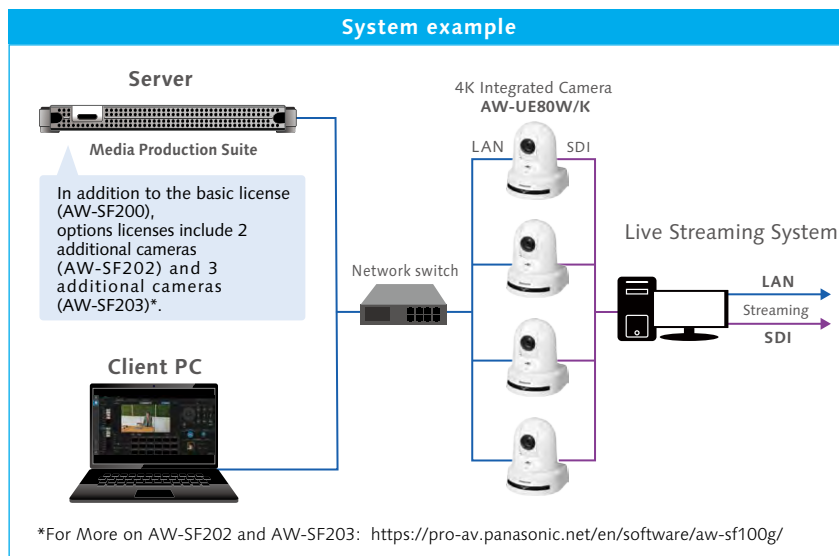 System example
Server
Media Production Suite
In addition to the basic license
(AW-SF200),
options licenses include 2
additional cameras
(AW-SF202) and 3
additional cameras
(AW-SF203)*.
Client PC
Network switch
4K Integrated Camera
AW-UE80W/K
LAN
SDI
Live Streaming System
LAN
Streaming
SDI
*For More on AW-SF202 and AW-SF203: https://pro-av.panasonic.net/en/software/aw-sf100g/